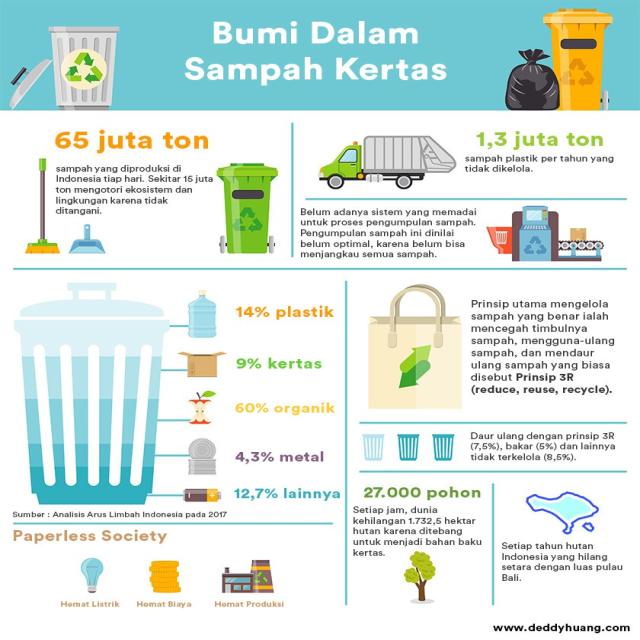 Bumi Dalam
Sampah Kertas
65 juta ton
sampah yang diproduksi di
Indonesia tiap hari. Sekitar 15 juta
ton mengotori ekosistem dan
lingkungan karena tidak
ditangani.
1,3 juta ton
sampah plastik per tahun yang
tidak dikelola.
Belum adanya sistem yang memadai
untuk proses pengumpulan sampah.
Pengumpulan sampah ini dinilai
belum optimal, karena belum bisa
menjangkau semua sampah.
14% plastik
9% kertas
60% organik
4,3% metal
12,7% lainnya
Sumber : Analisis Arus Limbah Indonesia pada 2017
Prinsip utama mengelola
sampah yang benar ialah
mencegah timbulnya
sampah, mengguna-ulang
sampah, dan mendaur
ulang sampah yang biasa
disebut Prinsip 3R
(reduce, reuse, recycle).
Daur ulang dengan prinsip 3R
(7,5%), bakar (5%) dan lainnya
tidak terkelola (8,5%).
27.000 pohon
Setiap jam, dunia
kehilangan 1.732,5 hektar
hutan karena ditebang
untuk menjadi bahan baku
kertas.
Setiap tahun hutan
Indonesia yang hilang
setara dengan luas pulau
Bali.
Paperless Society
Hemat Listrik
Hemat Biaya
Hemat Produksi
www.deddyhuang.com